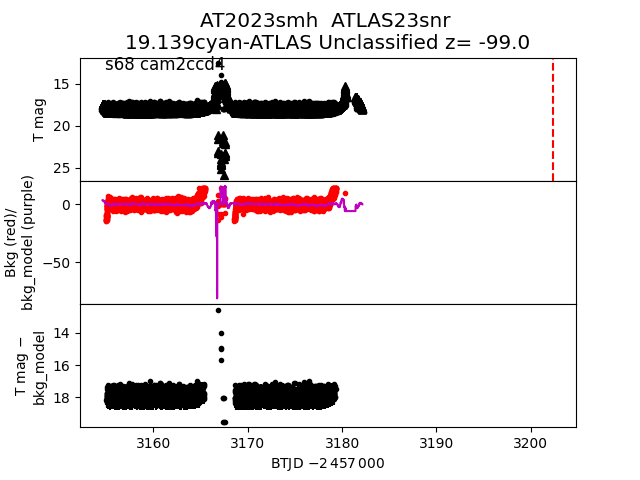 AT2023smh  ATLAS23snr
19.139cyan-ATLAS Unclassified z= -99.0
s68 cam2ccd4
T mag
15
20
25
Bkg (red)/
bkg_model (purple)
0
−50
T mag −
bkg_model
14
16
18
3160 3170 3180 3190 3200
BTJD −2 457 000